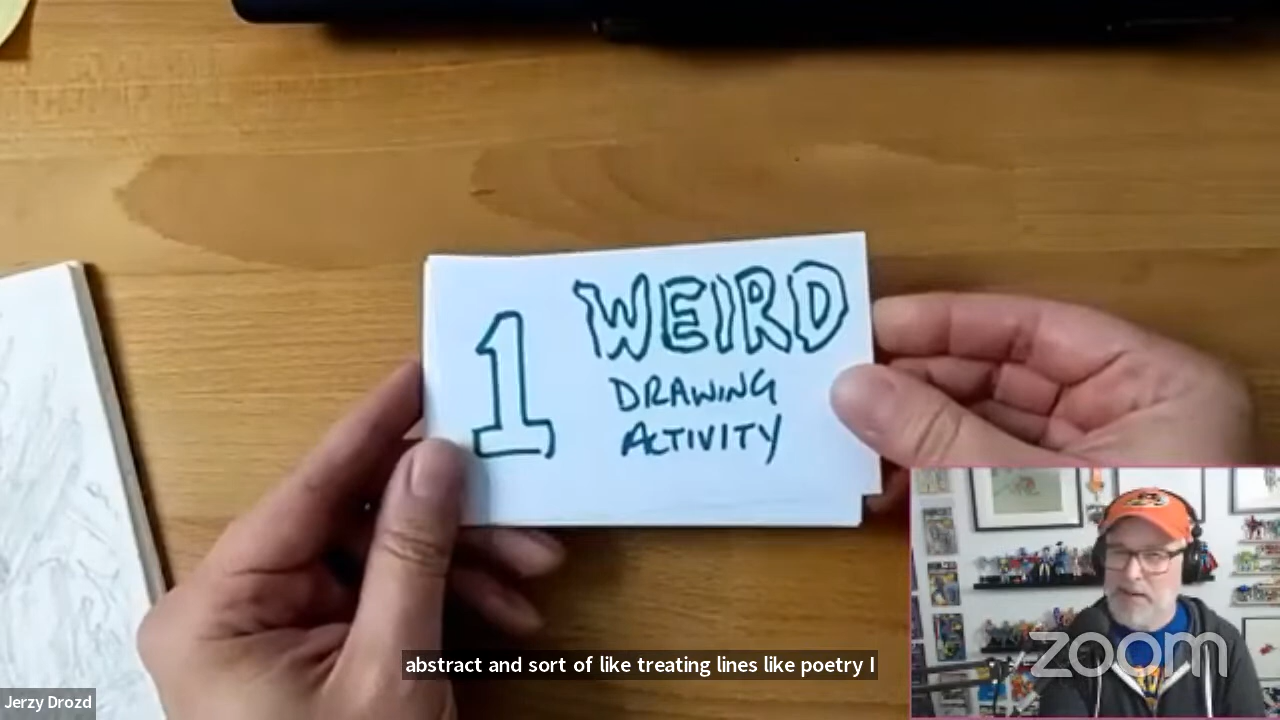 1 WEIRD
DRAWING
ACTIVITY
abstract and sort of like treating lines like poetry I
zoom
Jerzy Drozd